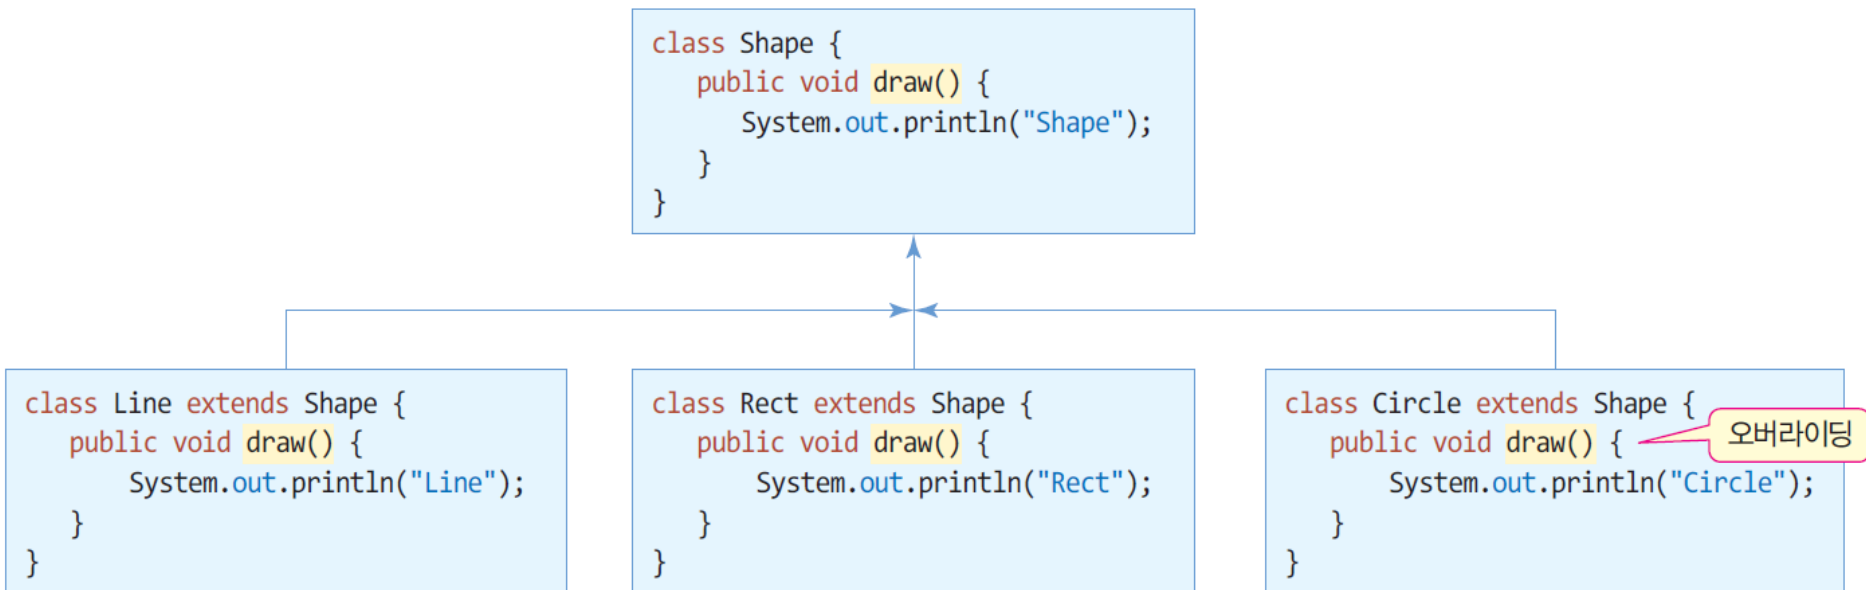 class Shape {
public void draw() {
System.out.println("Shape");
}
}
class Line extends Shape {
public void draw() {
System.out.println("Line");
}
}
class Rect extends Shape {
public void draw() {
System.out.println("Rect");
}
}
class Circle extends Shape {
public void draw() {
System.out.println("Circle");
}
}
오버라이딩